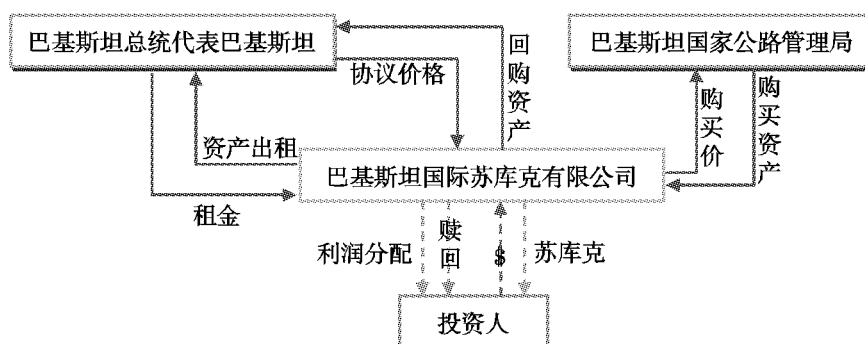 巴基斯坦总统代表巴基斯坦
巴基斯坦国家公路管理局
协议价格
回购资产
购买价
购买资产
资产出租
巴基斯坦国际苏库克有限公司
租金
利润分配
赎回
$
苏库克
投资人